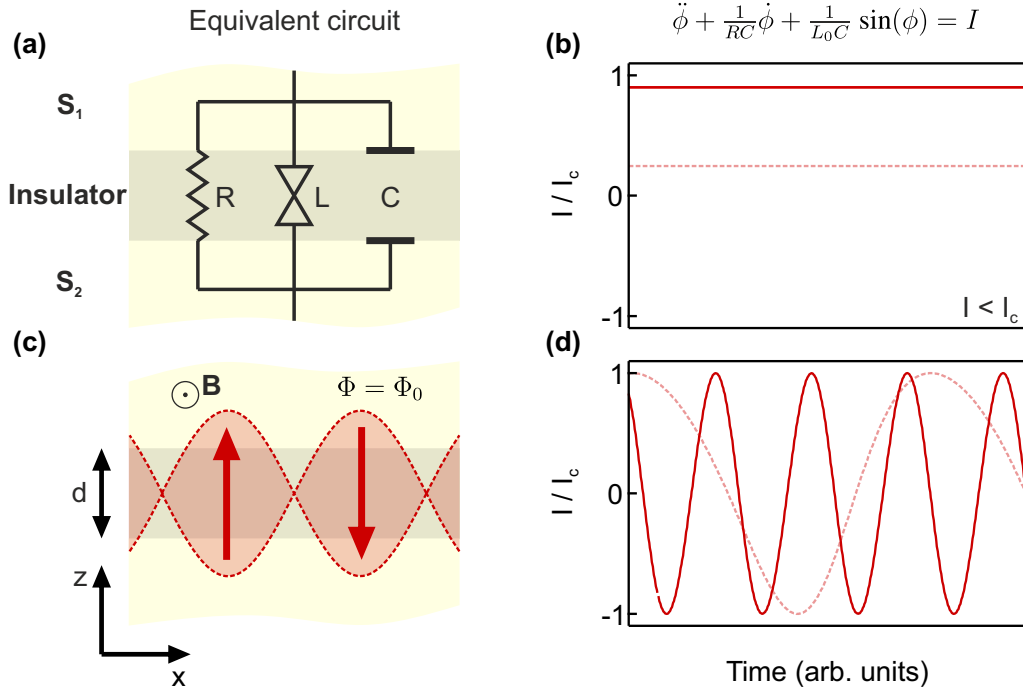 Equivalent circuit
(a)
S₁
Insulator
S₂
R
L
C
(b)
$\ddot{\phi} + \frac{1}{RC}\dot{\phi} + \frac{1}{L_0C}\sin(\phi) = I$
1
0
-1
I / I_c
I < I_c
(c)
B
Φ = Φ₀
d
z
x
(d)
1
0
-1
I / I_c
Time (arb. units)